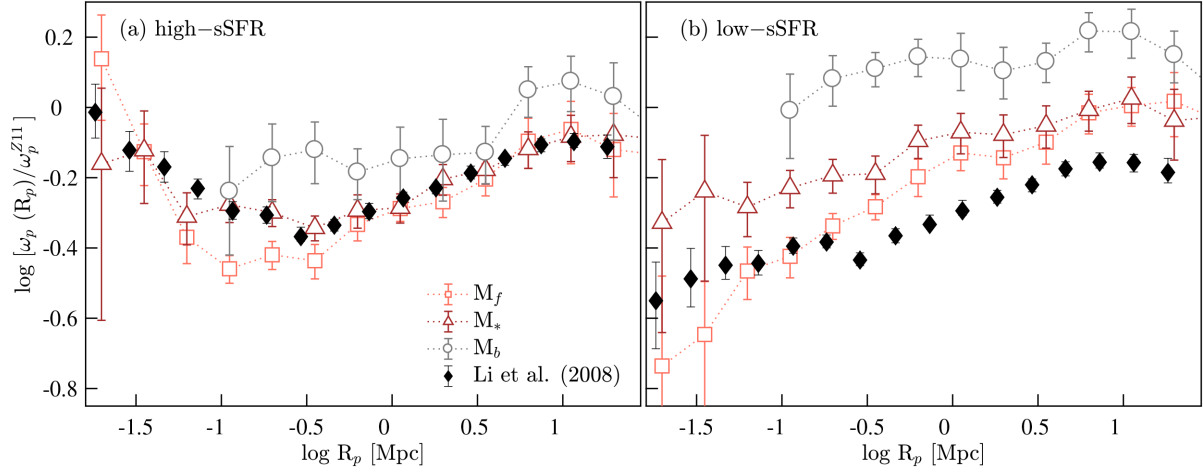 (a) high−sSFR
(b) low−sSFR
log [ω_p (R_p)/ω_p^{Z11}]
0.2
0
-0.2
-0.4
-0.6
-0.8
M_f
M_*
M_b
Li et al. (2008)
-1.5 -1 -0.5 0 0.5 1
-1.5 -1 -0.5 0 0.5 1
log R_p [Mpc]
log R_p [Mpc]